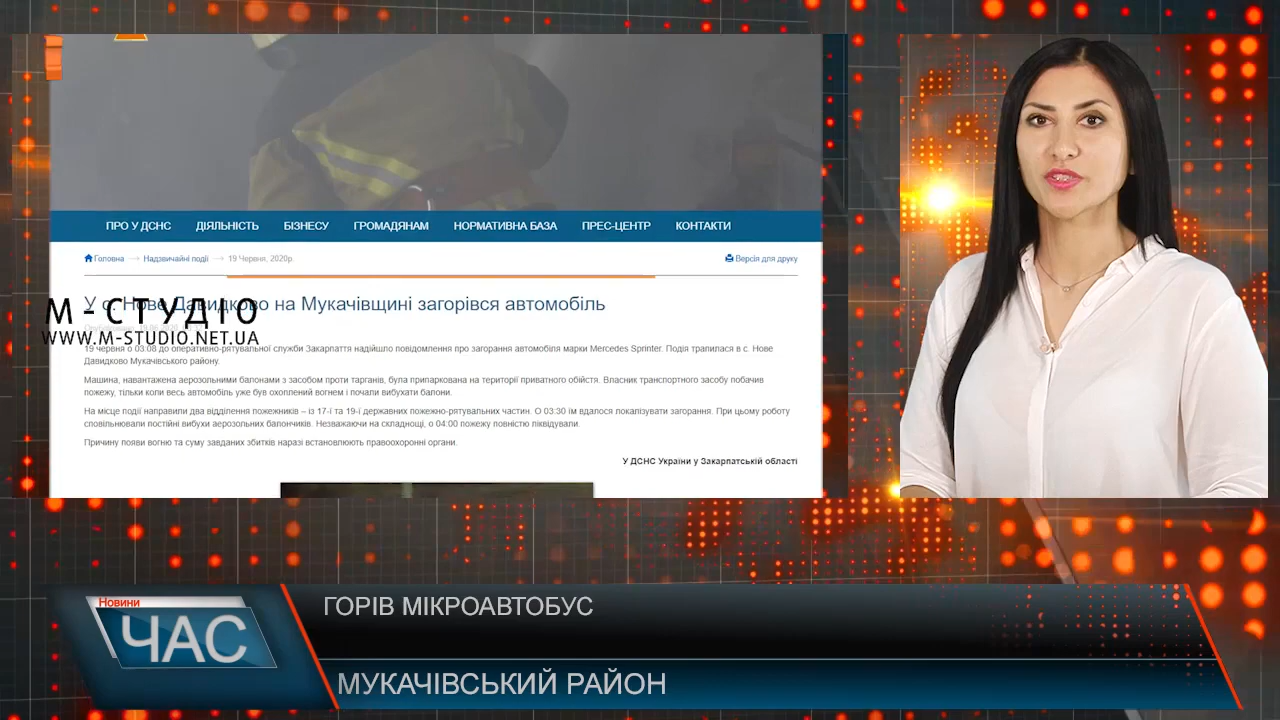 ПРО У ДСНС ДІЯЛЬНІСТЬ БІЗНЕСУ ГРОМАДЯНАМ НОРМАТИВНА БАЗА ПРЕС-ЦЕНТР КОНТАКТИ
Головна → Надзвичайні події → 19 Червня, 2020р. Версія для друку
У с. Нове Давидково на Мукачівщині загорівся автомобіль
М-СТУДІО
WWW.M-STUDIO.NET.UA
19 червня о 03:08 до оперативно-рятувальної служби Закарпаття надійшло повідомлення про загорання автомобіля марки Mercedes Sprinter. Подія трапилася в с. Нове
Давидково Мукачівського району.
Машина, навантажена аерозольними балонами з засобом проти тарганів, була припаркована на території приватного обійстя. Власник транспортного засобу побачив
пожежу, тільки коли весь автомобіль уже був охоплений вогнем і почали вибухати балони.
На місце події направили два відділення пожежників – із 17-ї та 19-ї державних пожежно-рятувальних частин. О 03:30 їм вдалося локалізувати загорання. При цьому роботу
сповільнювали постійні вибухи аерозольних балончиків. Незважаючи на складнощі, о 04:00 пожежу повністю ліквідували.
Причину появи вогню та суму завданих збитків наразі встановлюють правоохоронні органи.
У ДСНС України у Закарпатській області
Новини
ЧАС
ГОРІВ МІКРОАВТОБУС
МУКАЧІВСЬКИЙ РАЙОН